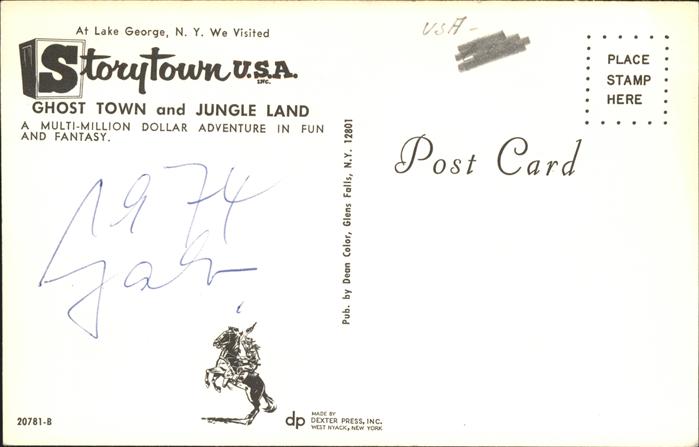 At Lake George, N. Y. We Visited
Storytown U.S.A. INC.
GHOST TOWN and JUNGLE LAND
A MULTI-MILLION DOLLAR ADVENTURE IN FUN
AND FANTASY.
1974
20781-B
dp
MADE BY
DEXTER PRESS, INC.
WEST NYACK, NEW YORK
Pub. by Dean Color, Glens Falls, N.Y. 12801
USA-
Post Card
PLACE
STAMP
HERE